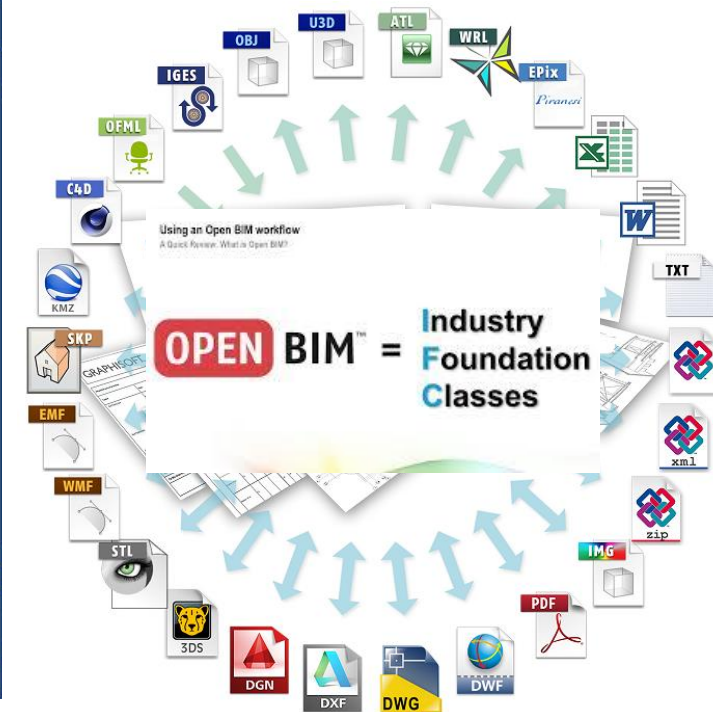 U3D
ATL
OBJ
WRL
IGES
EPix
Piranesi
OFML
C4D
W
Using an Open BIM workflow
A Quick Review: What is Open BIM?
TXT
KMZ
OPEN BIM™ = Industry
Foundation
Classes
SKP
GRAPHISOFT
EMF
xml
WMF
zip
STL
IMG
PDF
3DS
DGN
DXF
DWG
DWF